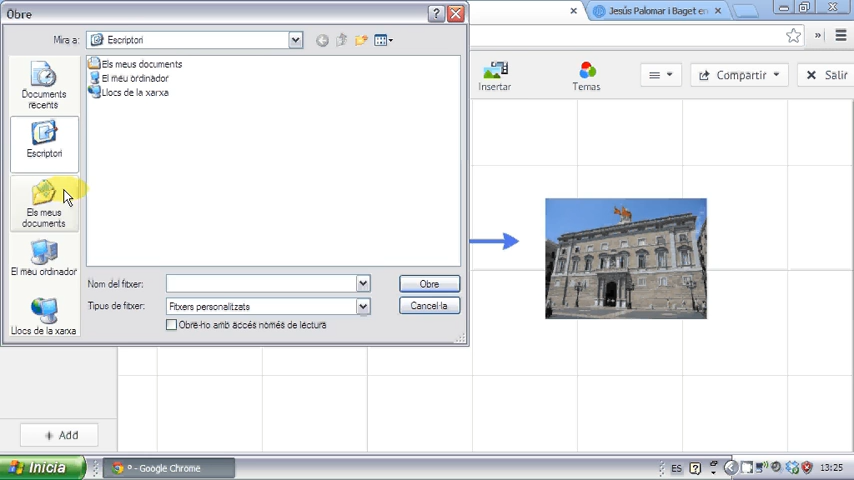 Obre
Jesús Palomar i Baget en
Mira a:
Escriptori
Documents
recents
Escriptori
Els meus
documents
El meu ordinador
Llocs de la xarxa
Els meus documents
El meu ordinador
Llocs de la xarxa
Nom del fitxer:
Obre
Tipus de fitxer:
Fitxers personalitzats
Cancel·la
Obre-ho amb accés només de lectura
Insertar
Temas
Compartir
Salir
Add
Inicia
º - Google Chrome
ES
13:25